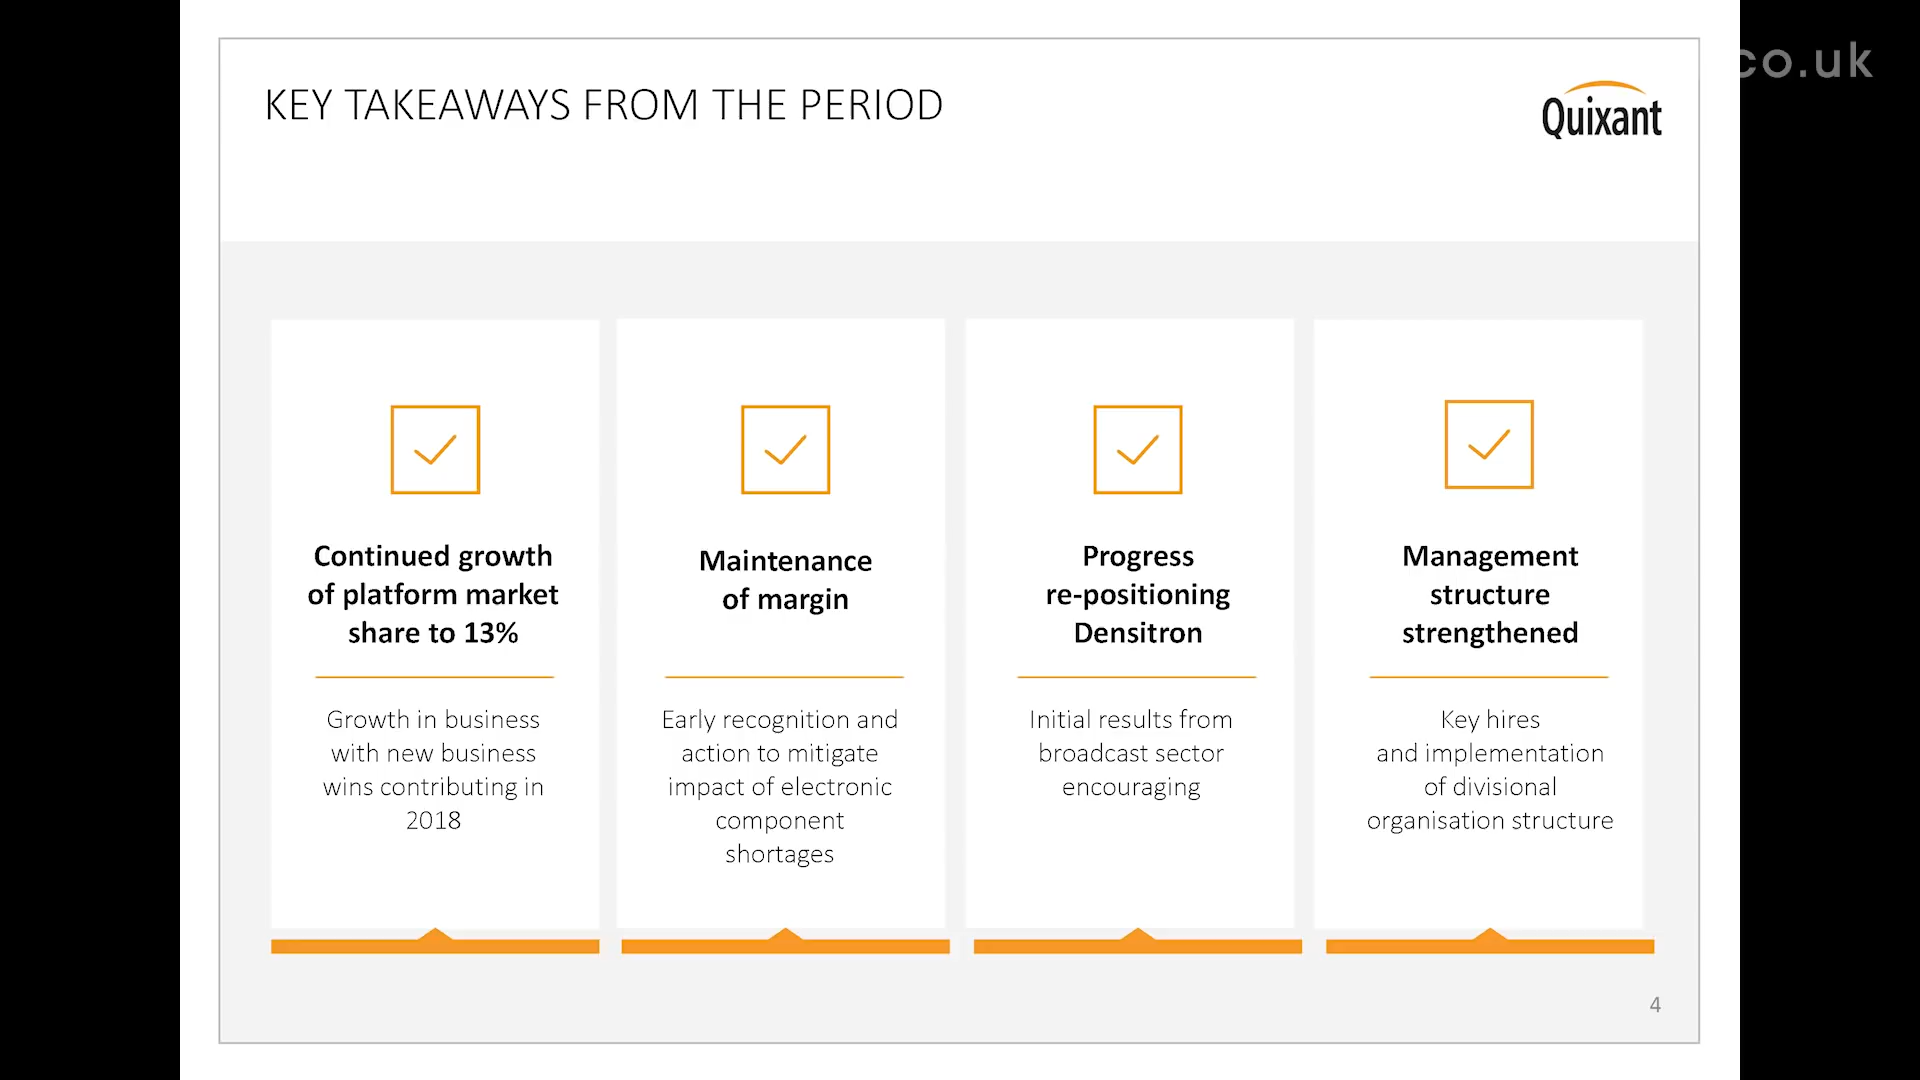 co.uk
KEY TAKEAWAYS FROM THE PERIOD
Quixant
Continued growth
of platform market
share to 13%
Growth in business
with new business
wins contributing in
2018
Maintenance
of margin
Early recognition and
action to mitigate
impact of electronic
component
shortages
Progress
re-positioning
Densitron
Initial results from
broadcast sector
encouraging
Management
structure
strengthened
Key hires
and implementation
of divisional
organisation structure
4